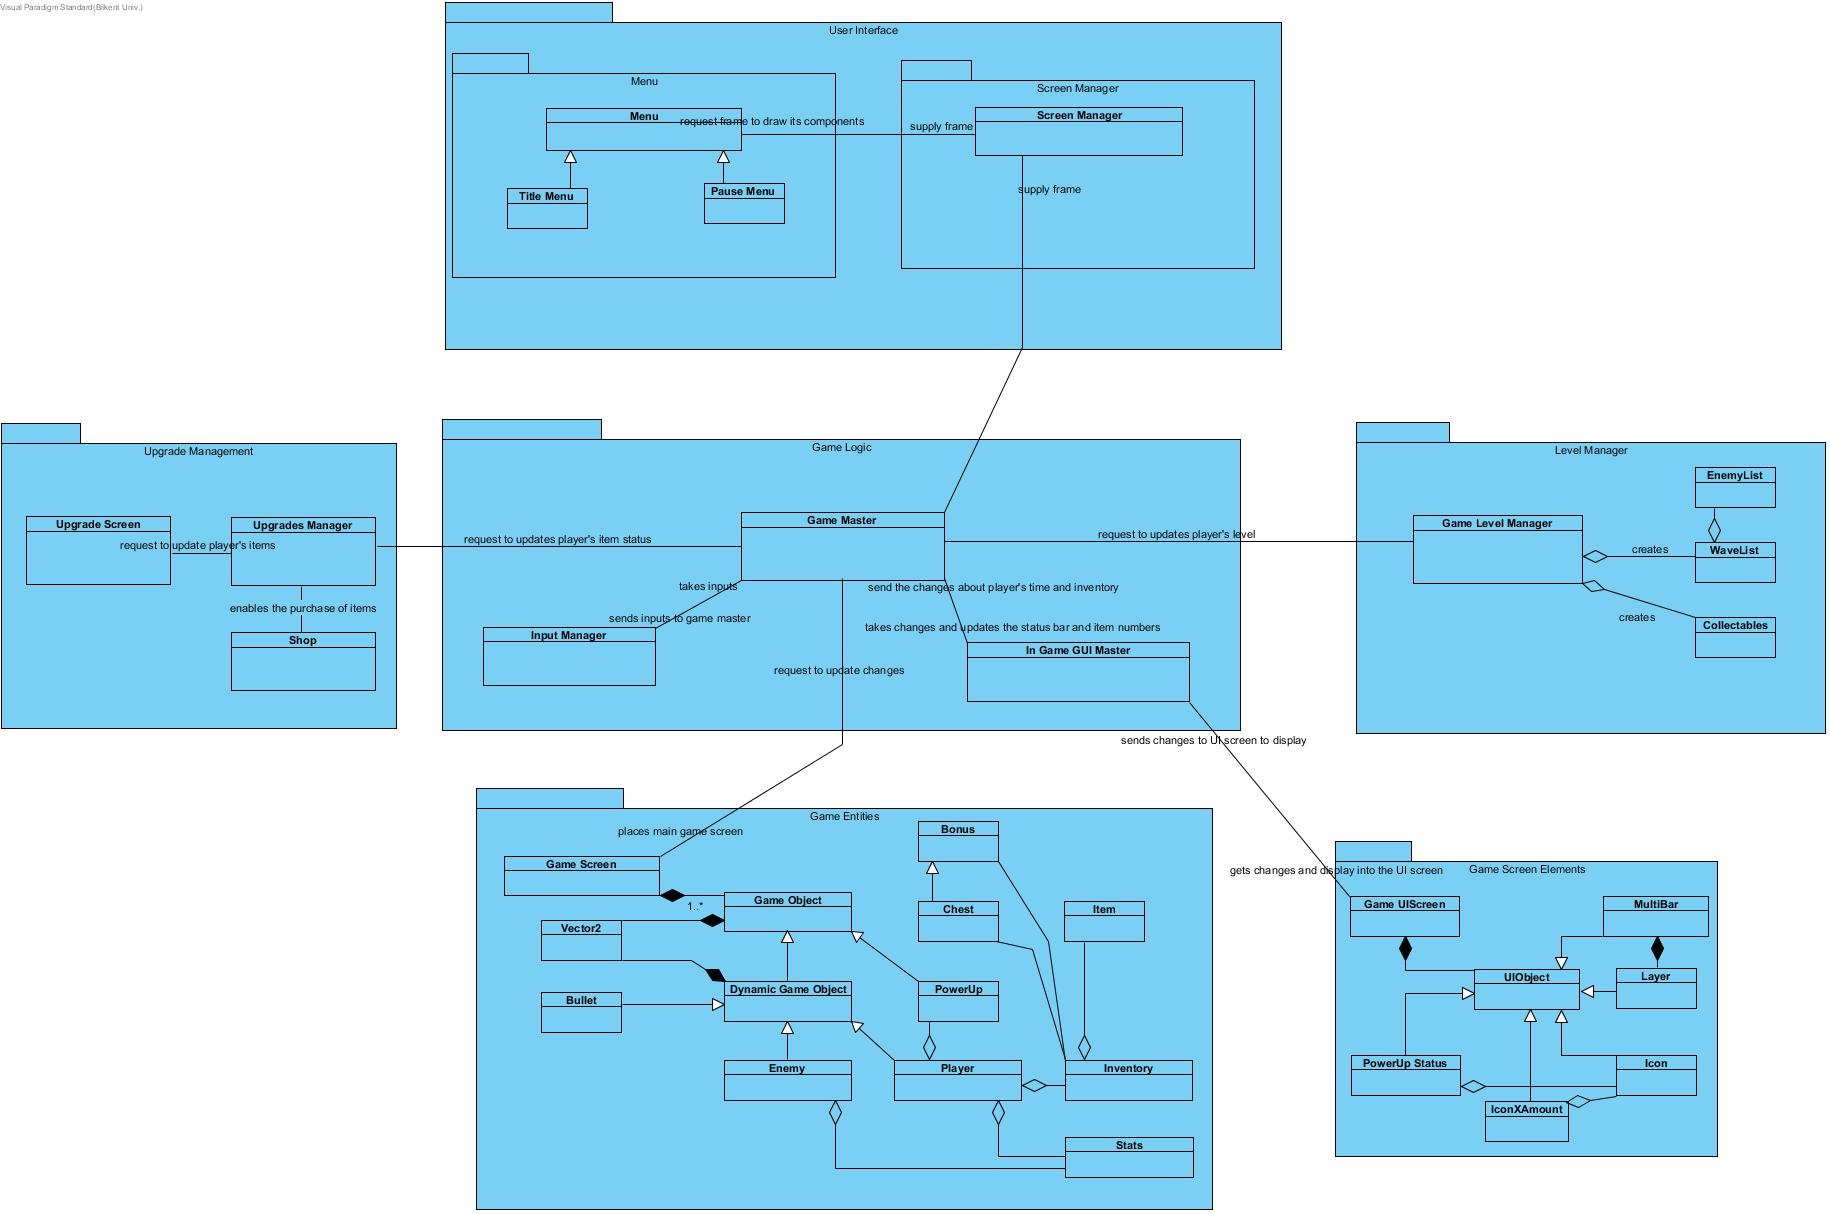 Visual Paradigm Standard(Bilkent Univ.)
User Interface
Menu
Menu
request frame to draw its components
Title Menu
Pause Menu
Screen Manager
Screen Manager
supply frame
supply frame
Upgrade Management
Upgrade Screen
Upgrades Manager
request to update player's items
enables the purchase of items
Shop
Game Logic
Game Master
request to updates player's item status
request to updates player's level
takes inputs
sends inputs to game master
Input Manager
send the changes about player's time and inventory
takes changes and updates the status bar and item numbers
In Game GUI Master
request to update changes
Level Manager
EnemyList
Game Level Manager
creates
WaveList
creates
Collectables
sends changes to UI screen to display
Game Entities
places main game screen
Game Screen
1..*
Game Object
Vector2
Bullet
Dynamic Game Object
Enemy
Bonus
Chest
Item
PowerUp
Player
Inventory
Stats
gets changes and display into the UI screen
Game Screen Elements
Game UIScreen
MultiBar
UIObject
Layer
PowerUp Status
Icon
IconXAmount